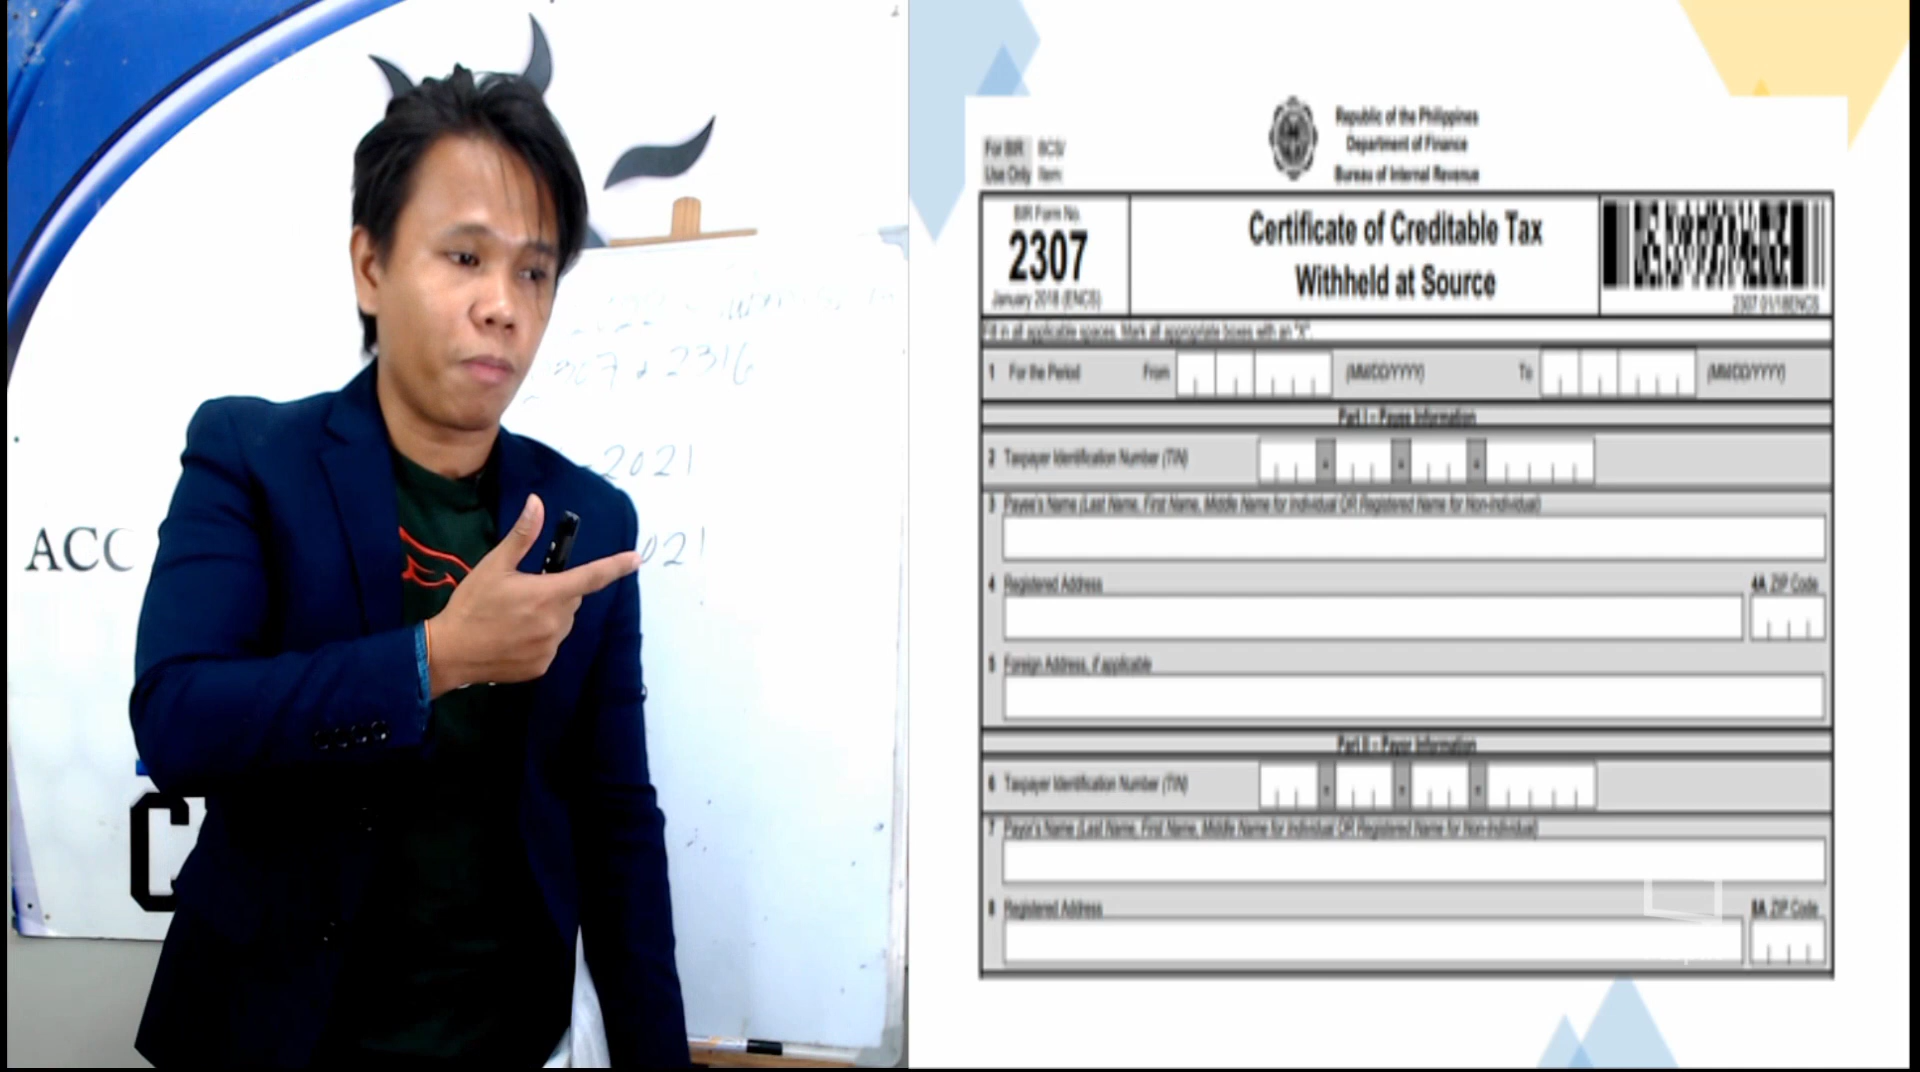 2307 & 2316
2021
021
ACC
C
For BIR
Use Only
BCS/
Item:
Republic of the Philippines
Department of Finance
Bureau of Internal Revenue
BIR Form No.
2307
January 2018 (ENCS)
Certificate of Creditable Tax
Withheld at Source
2307 01/18ENCS
Fill in all applicable spaces. Mark all appropriate boxes with an "X".
1 For the Period From (MM/DD/YYYY) To (MM/DD/YYYY)
Part I – Payee Information
2 Taxpayer Identification Number (TIN)
3 Payee's Name (Last Name, First Name, Middle Name for Individual OR Registered Name for Non-Individual)
4 Registered Address 4A ZIP Code
5 Foreign Address, if applicable
Part II – Payor Information
6 Taxpayer Identification Number (TIN)
7 Payor's Name (Last Name, First Name, Middle Name for Individual OR Registered Name for Non-Individual)
8 Registered Address 8A ZIP Code